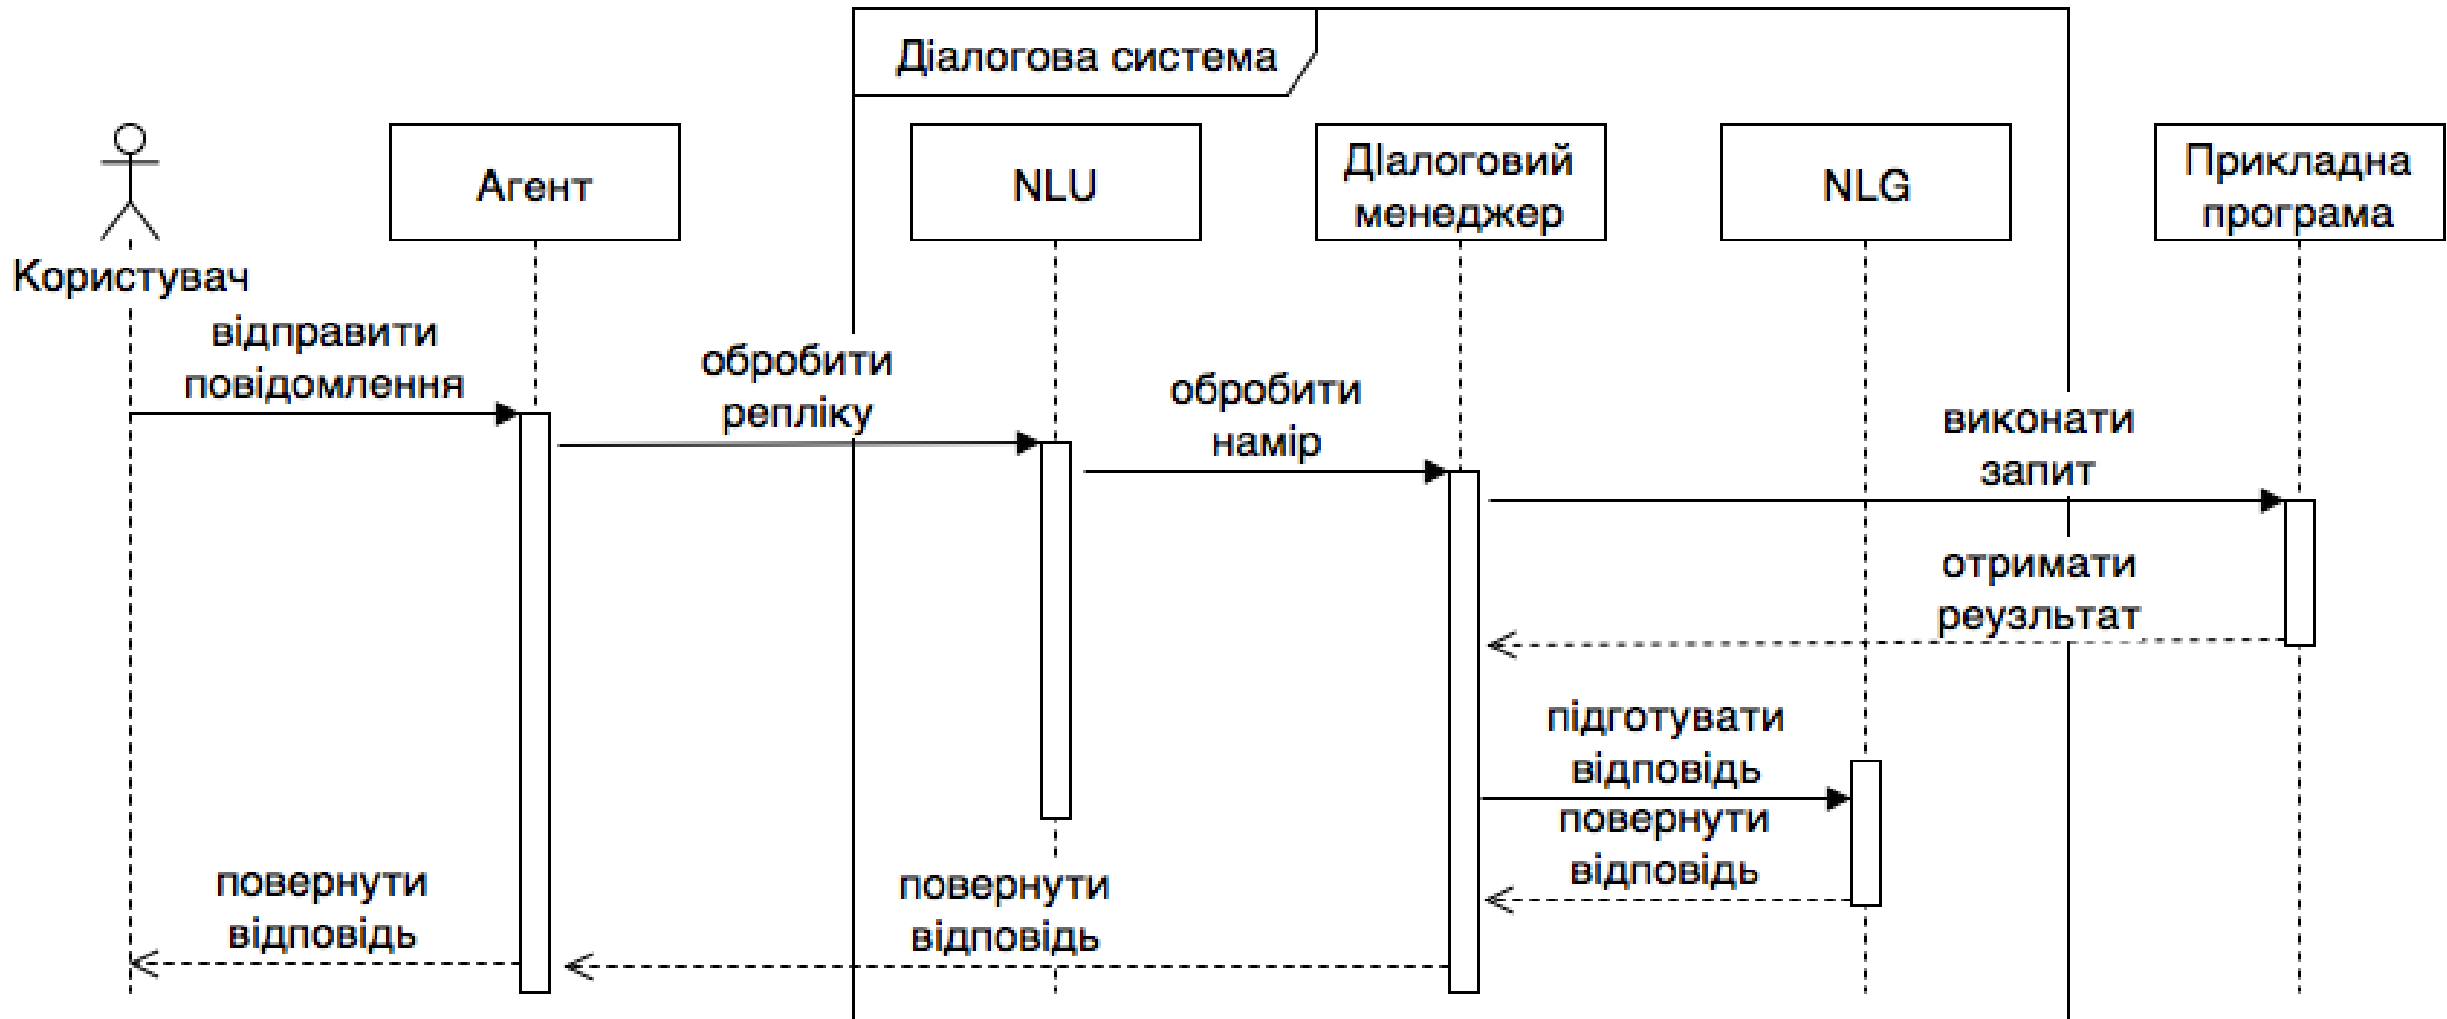 Діалогова система
Агент
NLU
ДІалоговий
менеджер
NLG
Прикладна
програма
Користувач
відправити
повідомлення
обробити
репліку
обробити
намір
виконати
запит
отримати
реузльтат
підготувати
відповідь
повернути
відповідь
повернути
відповідь
повернути
відповідь